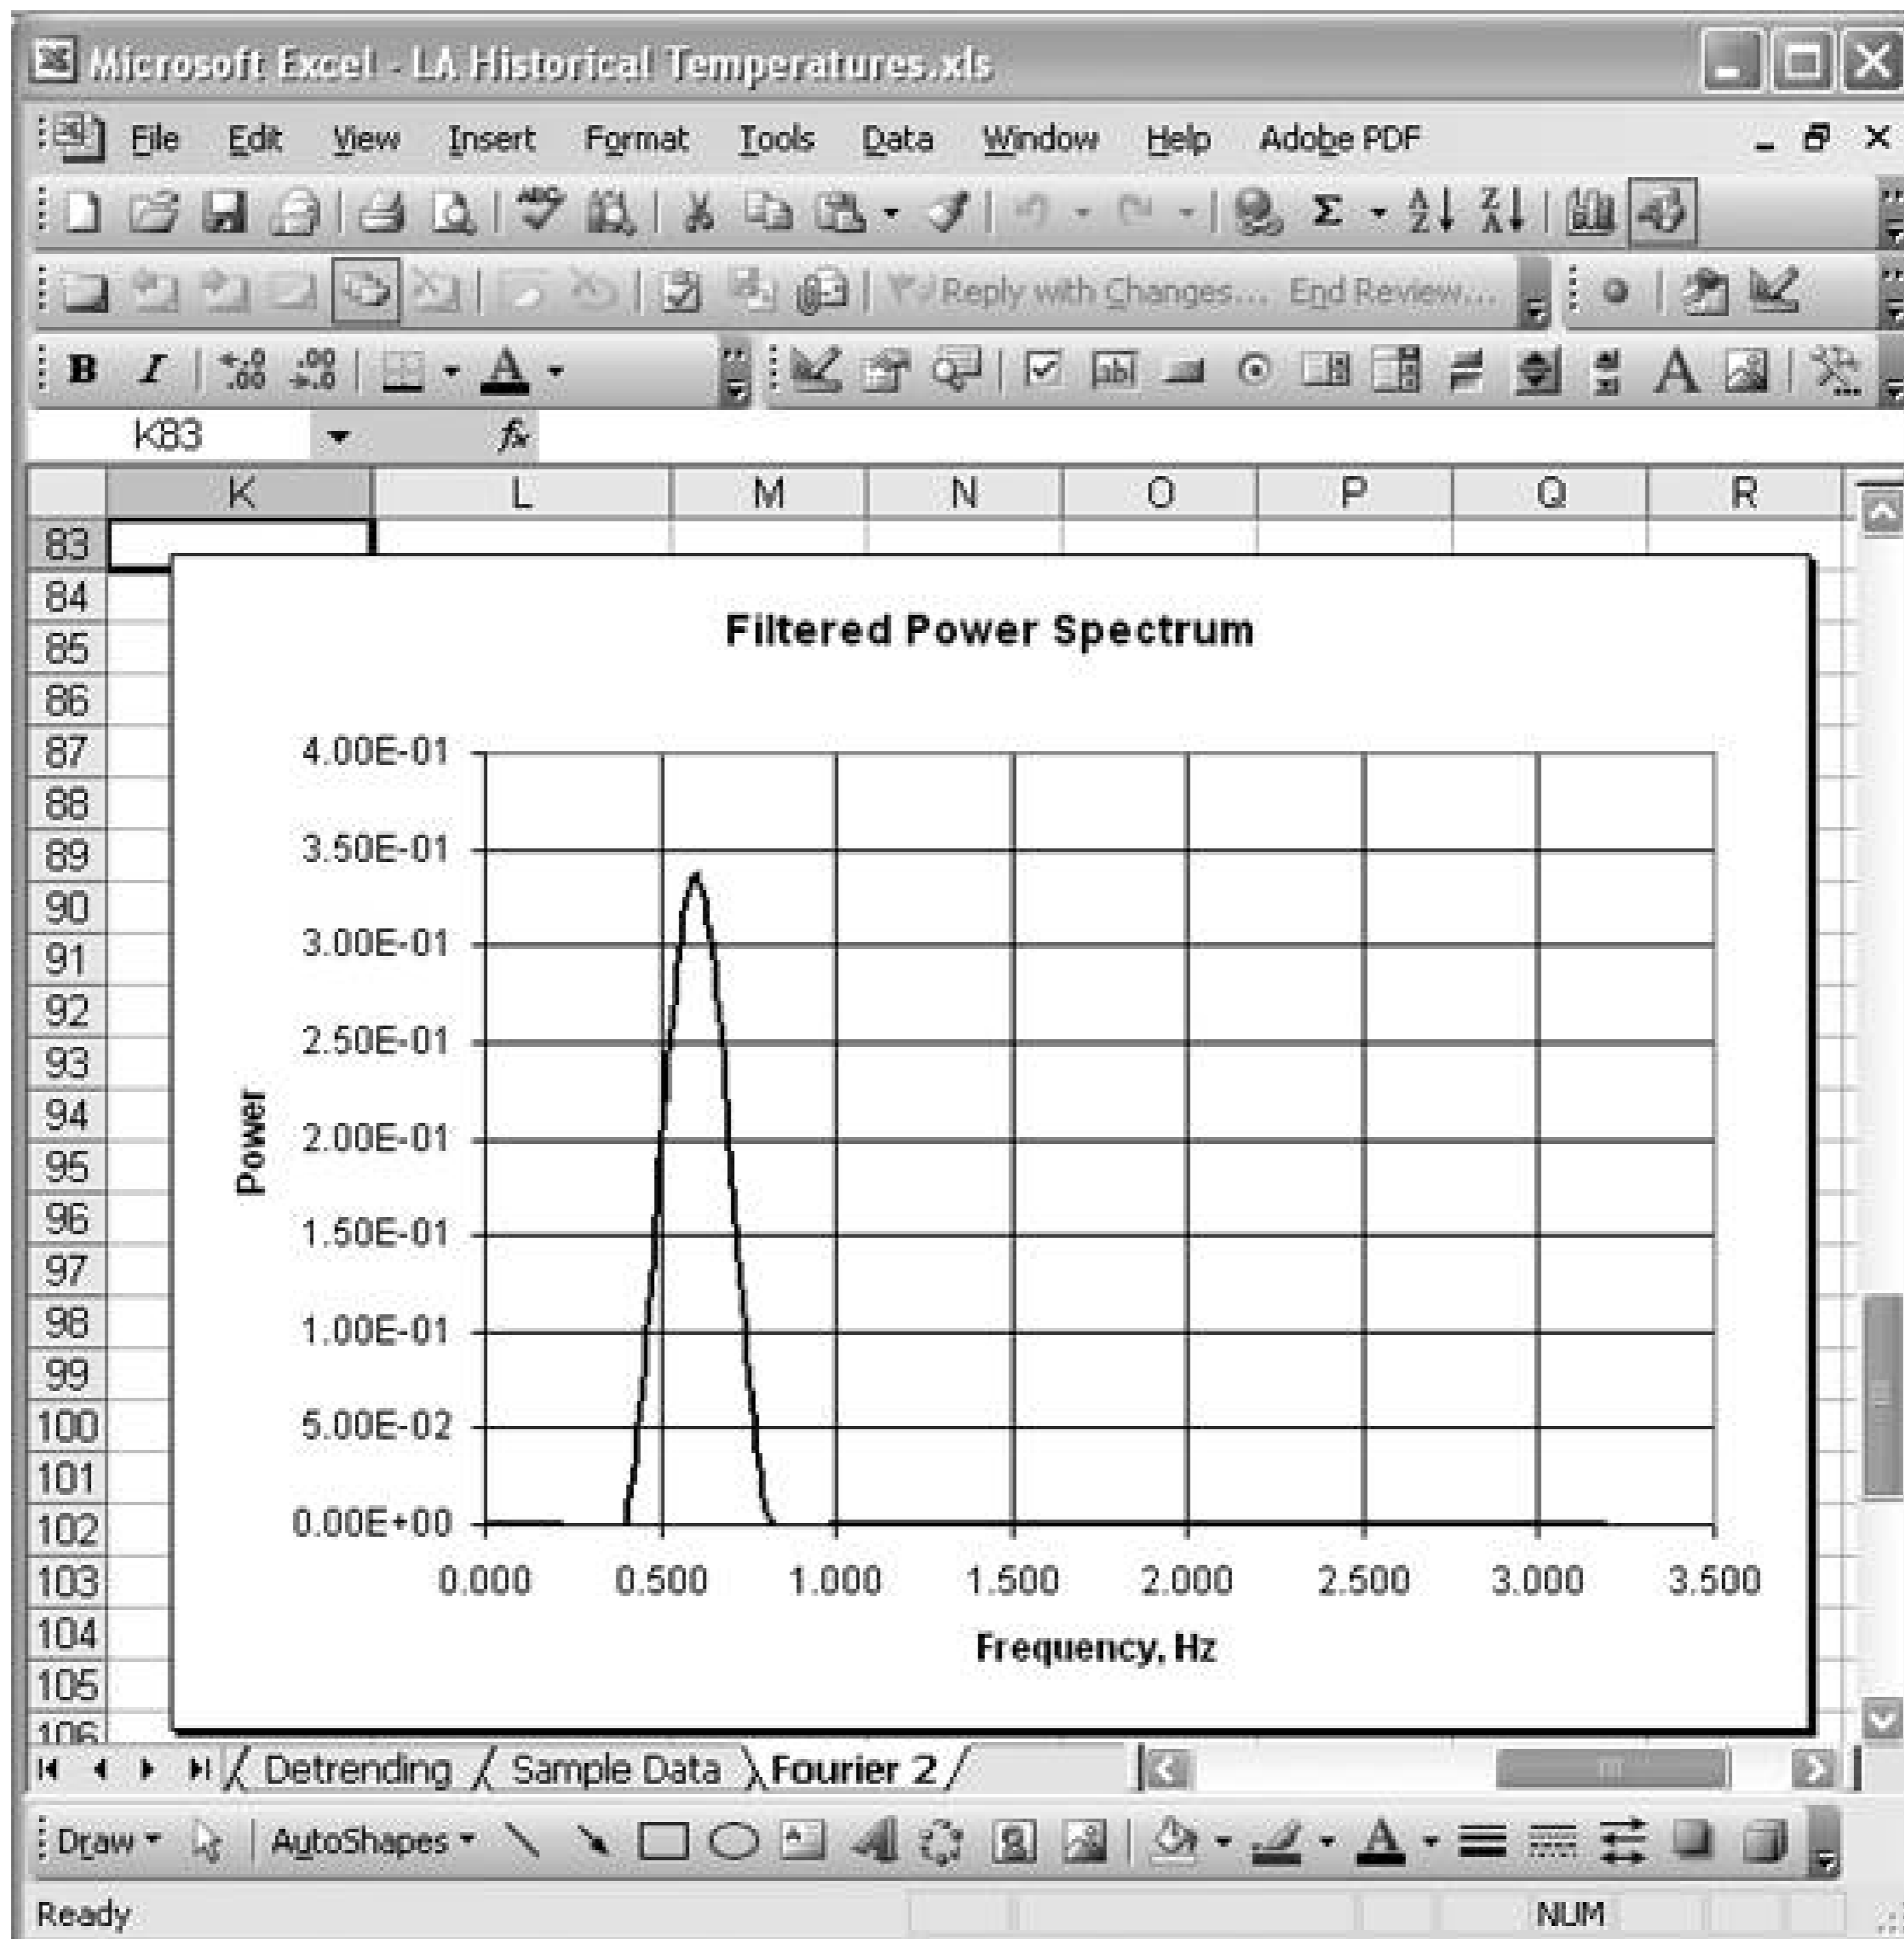 Microsoft Excel - LA Historical Temperatures.xls
File Edit View Insert Format Tools Data Window Help Adobe PDF
Reply with Changes... End Review...
K83 fx
K L M N O P Q R
83
84
85
86
87
88
89
90
91
92
93
94
95
96
97
98
99
100
101
102
103
104
105
106
Filtered Power Spectrum
4.00E-01
3.50E-01
3.00E-01
2.50E-01
2.00E-01
1.50E-01
1.00E-01
5.00E-02
0.00E+00
Power
0.000 0.500 1.000 1.500 2.000 2.500 3.000 3.500
Frequency, Hz
Detrending Sample Data Fourier 2
Draw AutoShapes
Ready NUM